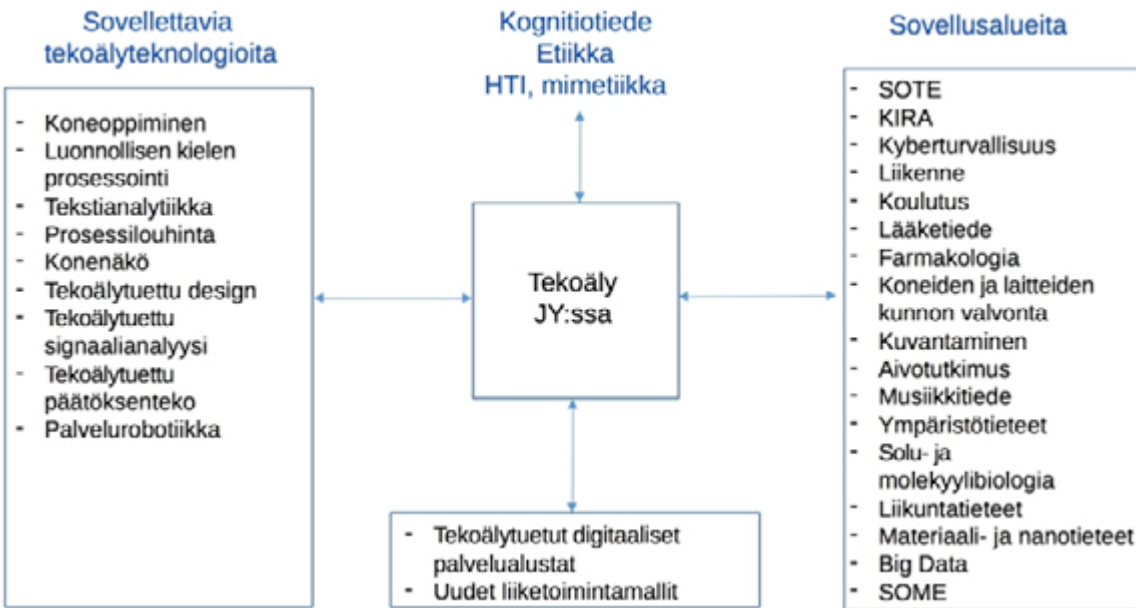 Sovellettavia
tekoälyteknologioita
- Koneoppiminen
- Luonnollisen kielen
prosessointi
- Tekstianalytiikka
- Prosessilouhinta
- Konenäkö
- Tekoälytuettu design
- Tekoälytuettu
signaalianalyysi
- Tekoälytuettu
päätöksenteko
- Palvelurobotiikka
Kognitiotiede
Etiikka
HTI, mimetiikka
Tekoäly
JY:ssa
- Tekoälytuetut digitaaliset
palvelualustat
- Uudet liiketoimintamallit
Sovellusalueita
- SOTE
- KIRA
- Kyberturvallisuus
- Liikenne
- Koulutus
- Lääketiede
- Farmakologia
- Koneiden ja laitteiden
kunnon valvonta
- Kuvantaminen
- Aivotutkimus
- Musiikkitiede
- Ympäristötieteet
- Solu- ja
molekyylibiologia
- Liikuntatieteet
- Materiaali- ja nanotieteet
- Big Data
- SOME